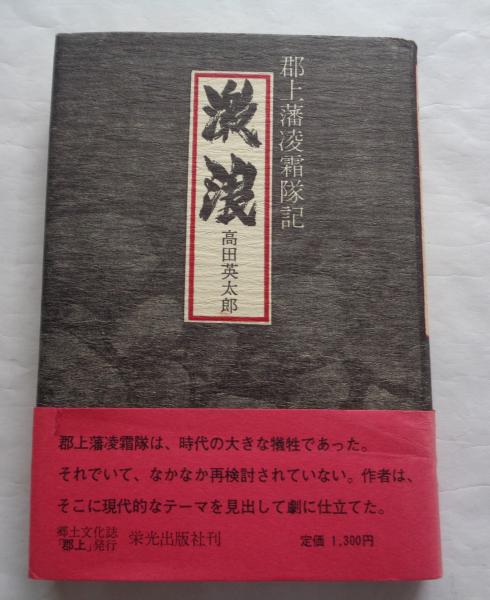 郡上藩凌霜隊記
激浪
高田英太郎
郡上藩凌霜隊は、時代の大きな犠牲であった。
それでいて、なかなか再検討されていない。作者は、
そこに現代的なテーマを見出して劇に仕立てた。
郷土文化誌
「郡上」発行
栄光出版社刊
定価 1,300円